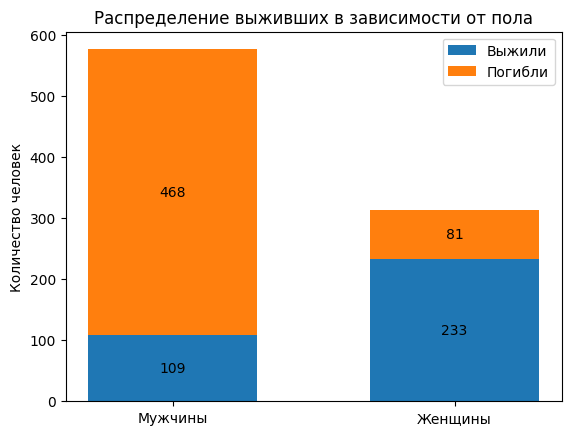 Распределение выживших в зависимости от пола
Выжили
Погибли
Количество человек
600
500
400
300
200
100
0
468
109
81
233
Мужчины
Женщины